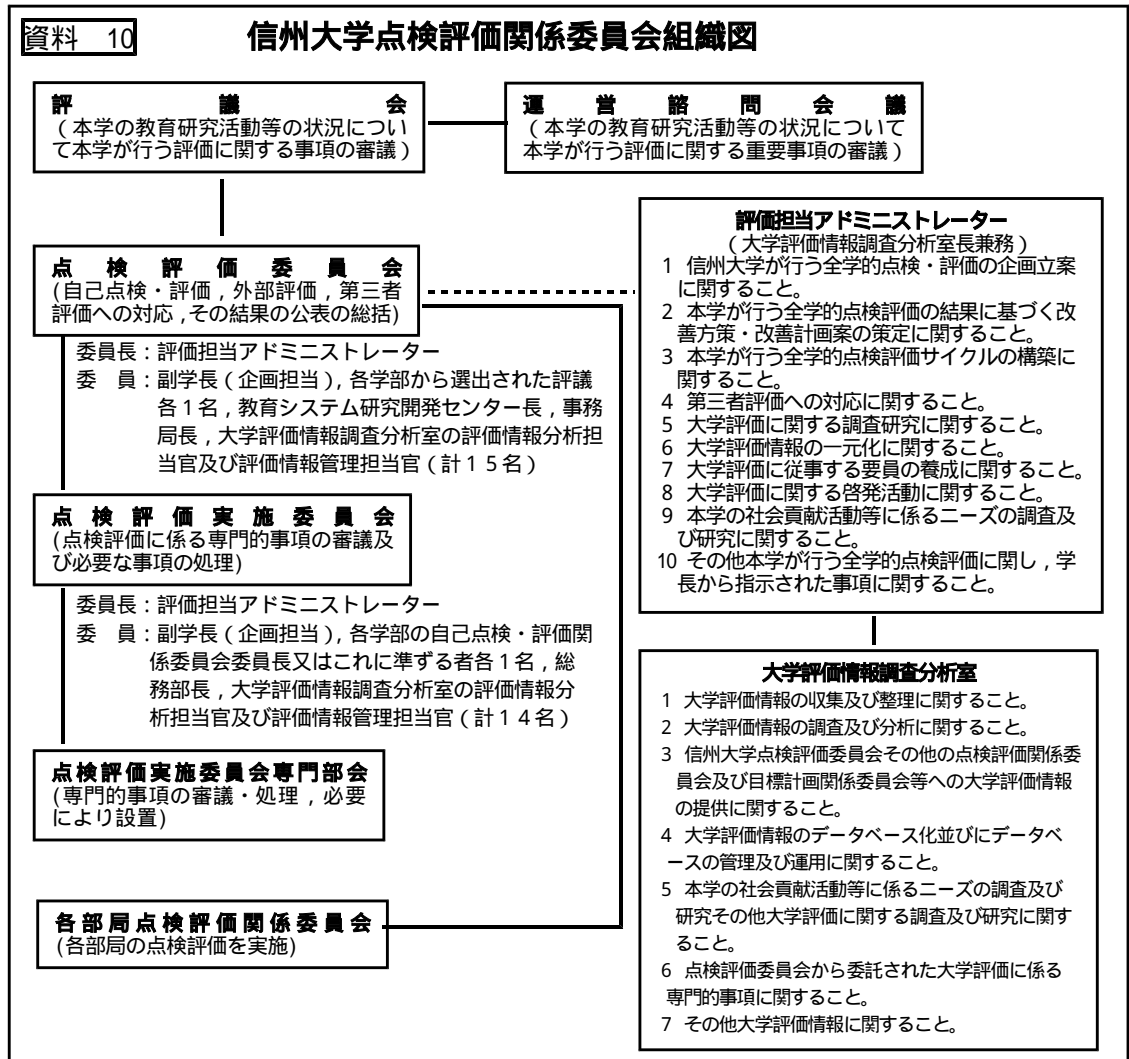 資料 10
信州大学点検評価関係委員会組織図
評議会
(本学の教育研究活動等の状況につい
て本学が行う評価に関する事項の審議)
運営諮問会議
(本学の教育研究活動等の状況について
本学が行う評価に関する重要事項の審議)
点検評価委員会
(自己点検・評価,外部評価,第三者
評価への対応,その結果の公表の総括)
委員長:評価担当アドミニストレーター
委 員:副学長(企画担当),各学部から選出された評議
各1名,教育システム研究開発センター長,事務
局長,大学評価情報調査分析室の評価情報分析担
当官及び評価情報管理担当官(計15名)
点検評価実施委員会
(点検評価に係る専門的事項の審議及
び必要な事項の処理)
委員長:評価担当アドミニストレーター
委 員:副学長(企画担当),各学部の自己点検・評価関
係委員会委員長又はこれに準ずる者各1名,総
務部長,大学評価情報調査分析室の評価情報分
析担当官及び評価情報管理担当官(計14名)
点検評価実施委員会専門部会
(専門的事項の審議・処理,必要
により設置)
各部局点検評価関係委員会
(各部局の点検評価を実施)
評価担当アドミニストレーター
(大学評価情報調査分析室長兼務)
1 信州大学が行う全学的点検・評価の企画立案
に関すること。
2 本学が行う全学的点検評価の結果に基づく改
善方策・改善計画案の策定に関すること。
3 本学が行う全学的点検評価サイクルの構築に
関すること。
4 第三者評価への対応に関すること。
5 大学評価に関する調査研究に関すること。
6 大学評価情報の一元化に関すること。
7 大学評価に従事する要員の養成に関すること。
8 大学評価に関する啓発活動に関すること。
9 本学の社会貢献活動等に係るニーズの調査及
び研究に関すること。
10 その他本学が行う全学的点検評価に関し,学
長から指示された事項に関すること。
大学評価情報調査分析室
1 大学評価情報の収集及び整理に関すること。
2 大学評価情報の調査及び分析に関すること。
3 信州大学点検評価委員会その他の点検評価関係委
員会及び目標計画関係委員会等への大学評価情報
の提供に関すること。
4 大学評価情報のデータベース化並びにデータベ
ースの管理及び運用に関すること。
5 本学の社会貢献活動等に係るニーズの調査及び
研究その他大学評価に関する調査及び研究に関す
ること。
6 点検評価委員会から委託された大学評価に係る
専門的事項に関すること。
7 その他大学評価情報に関すること。